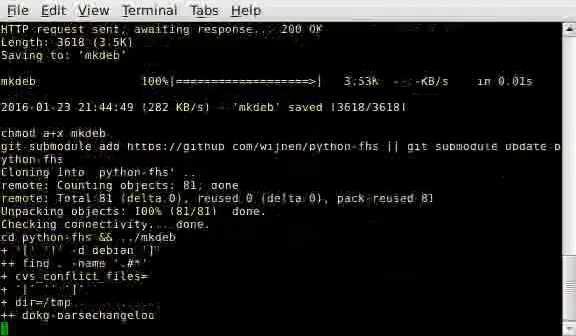 File Edit View Terminal Tabs Help
HTTP request sent, awaiting response... 200 OK
Length: 3618 (3.5K)
Saving to: 'mkdeb'
mkdeb 100%[===================>] 3.53K --.-KB/s in 0.01s
2016-01-23 21:44:49 (282 KB/s) - 'mkdeb' saved [3618/3618]
chmod a+x mkdeb
git submodule add https://github.com/wijnen/python-fhs || git submodule update p
ython-fhs
Cloning into 'python-fhs'...
remote: Counting objects: 81, done.
remote: Total 81 (delta 0), reused 0 (delta 0), pack-reused 81
Unpacking objects: 100% (81/81), done.
Checking connectivity... done.
cd python-fhs && ../mkdeb
+ '[' '!' -d debian ']'
++ find . -name '.#*'
+ cvs_conflict_files=
+ '[' '' ']'
+ dir=/tmp
++ dpkg-parsechangelog